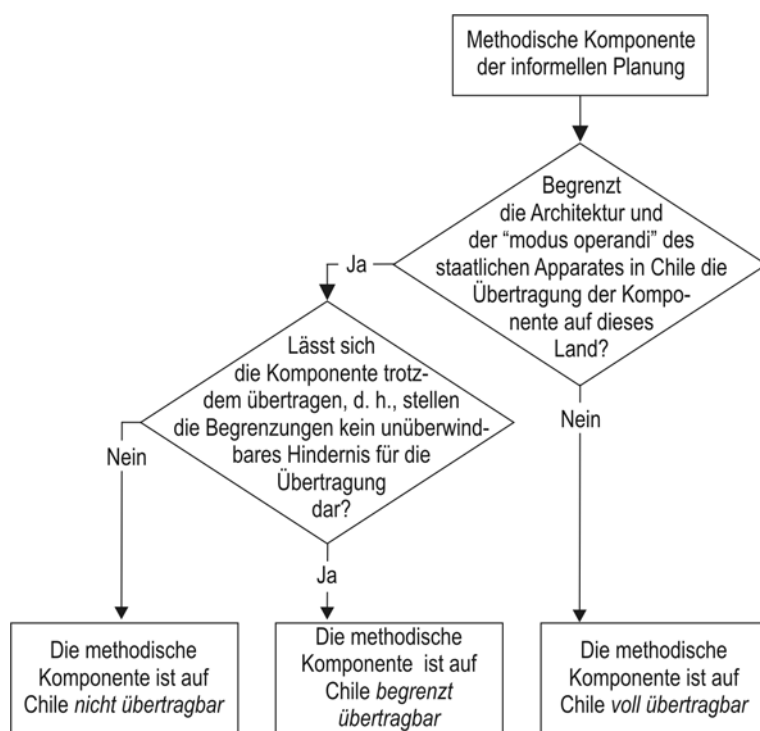 Methodische Komponente
der informellen Planung
Begrenzt
die Architektur und
der “modus operandi” des
staatlichen Apparates in Chile die
Übertragung der Kompo-
nente auf dieses
Land?
Ja
Lässt sich
die Komponente trotz-
dem übertragen, d. h., stellen
die Begrenzungen kein unüberwind-
bares Hindernis für die
Übertragung
dar?
Nein
Nein
Ja
Die methodische
Komponente ist auf
Chile nicht übertragbar
Die methodische
Komponente ist auf
Chile begrenzt
übertragbar
Die methodische
Komponente ist auf
Chile voll übertragbar